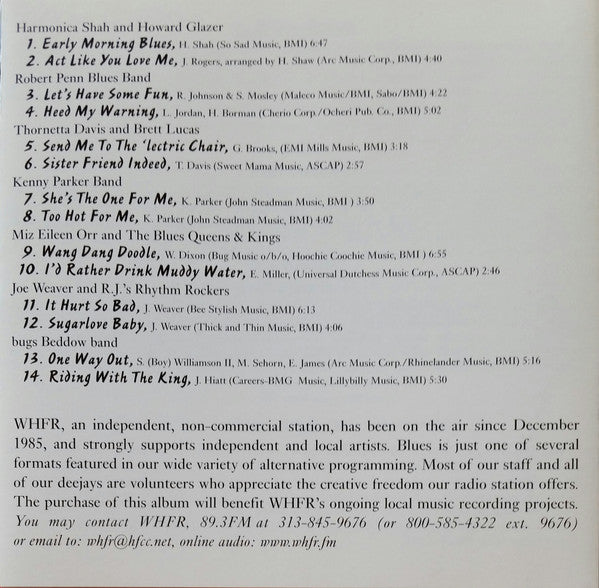 Harmonica Shah and Howard Glazer
1. Early Morning Blues, H. Shah (So Sad Music, BMI) 6:47
2. Act Like You Love Me, J. Rogers, arranged by H. Shaw (Arc Music Corp., BMI) 4:40
Robert Penn Blues Band
3. Let's Have Some Fun, R. Johnson & S. Mosley (Malcco Music/BMI, Sabo/BMI) 4:22
4. Heed My Warning, L. Jordan, H. Borman (Cherio Corp./Ocheri Pub. Co., BMI) 5:02
Thornetta Davis and Brett Lucas
5. Send Me To The 'lectric Chair, G. Brooks, (EMI Mills Music, BMI) 3:18
6. Sister Friend Indeed, T. Davis (Sweet Mama Music, ASCAP) 2:57
Kenny Parker Band
7. She's The One For Me, K. Parker (John Steadman Music, BMI ) 3:50
8. Too Hot For Me, K. Parker (John Steadman Music, BMI) 4:02
Miz Eileen Orr and The Blues Queens & Kings
9. Wang Dang Doodle, W. Dixon (Bug Music o/b/o, Hoochie Coochie Music, BMI ) 6:55
10. I'd Rather Drink Muddy Water, E. Miller, (Universal Dutchess Music Corp., ASCAP) 2:46
Joe Weaver and R.J.'s Rhythm Rockers
11. It Hurt So Bad, J. Weaver (Bee Stylish Music, BMI) 6:13
12. Sugarlove Baby, J. Weaver (Thick and Thin Music, BMI) 4:06
bugs Beddow band
13. One Way Out, S. (Boy) Williamson II, M. Sehorn, E. James (Arc Music Corp./Rhinelander Music, BMI) 5:16
14. Riding With The King, J. Hiatt (Careers-BMG Music, Lillybilly Music, BMI) 5:30
WHFR, an independent, non-commercial station, has been on the air since December
1985, and strongly supports independent and local artists. Blues is just one of several
formats featured in our wide variety of alternative programming. Most of our staff and all
of our deejays are volunteers who appreciate the creative freedom our radio station offers.
The purchase of this album will benefit WHFR's ongoing local music recording projects.
You may contact WHFR, 89.3FM at 313-845-9676 (or 800-585-4322 ext. 9676)
or email to: whfr@hfcc.net, online audio: www.whfr.fm